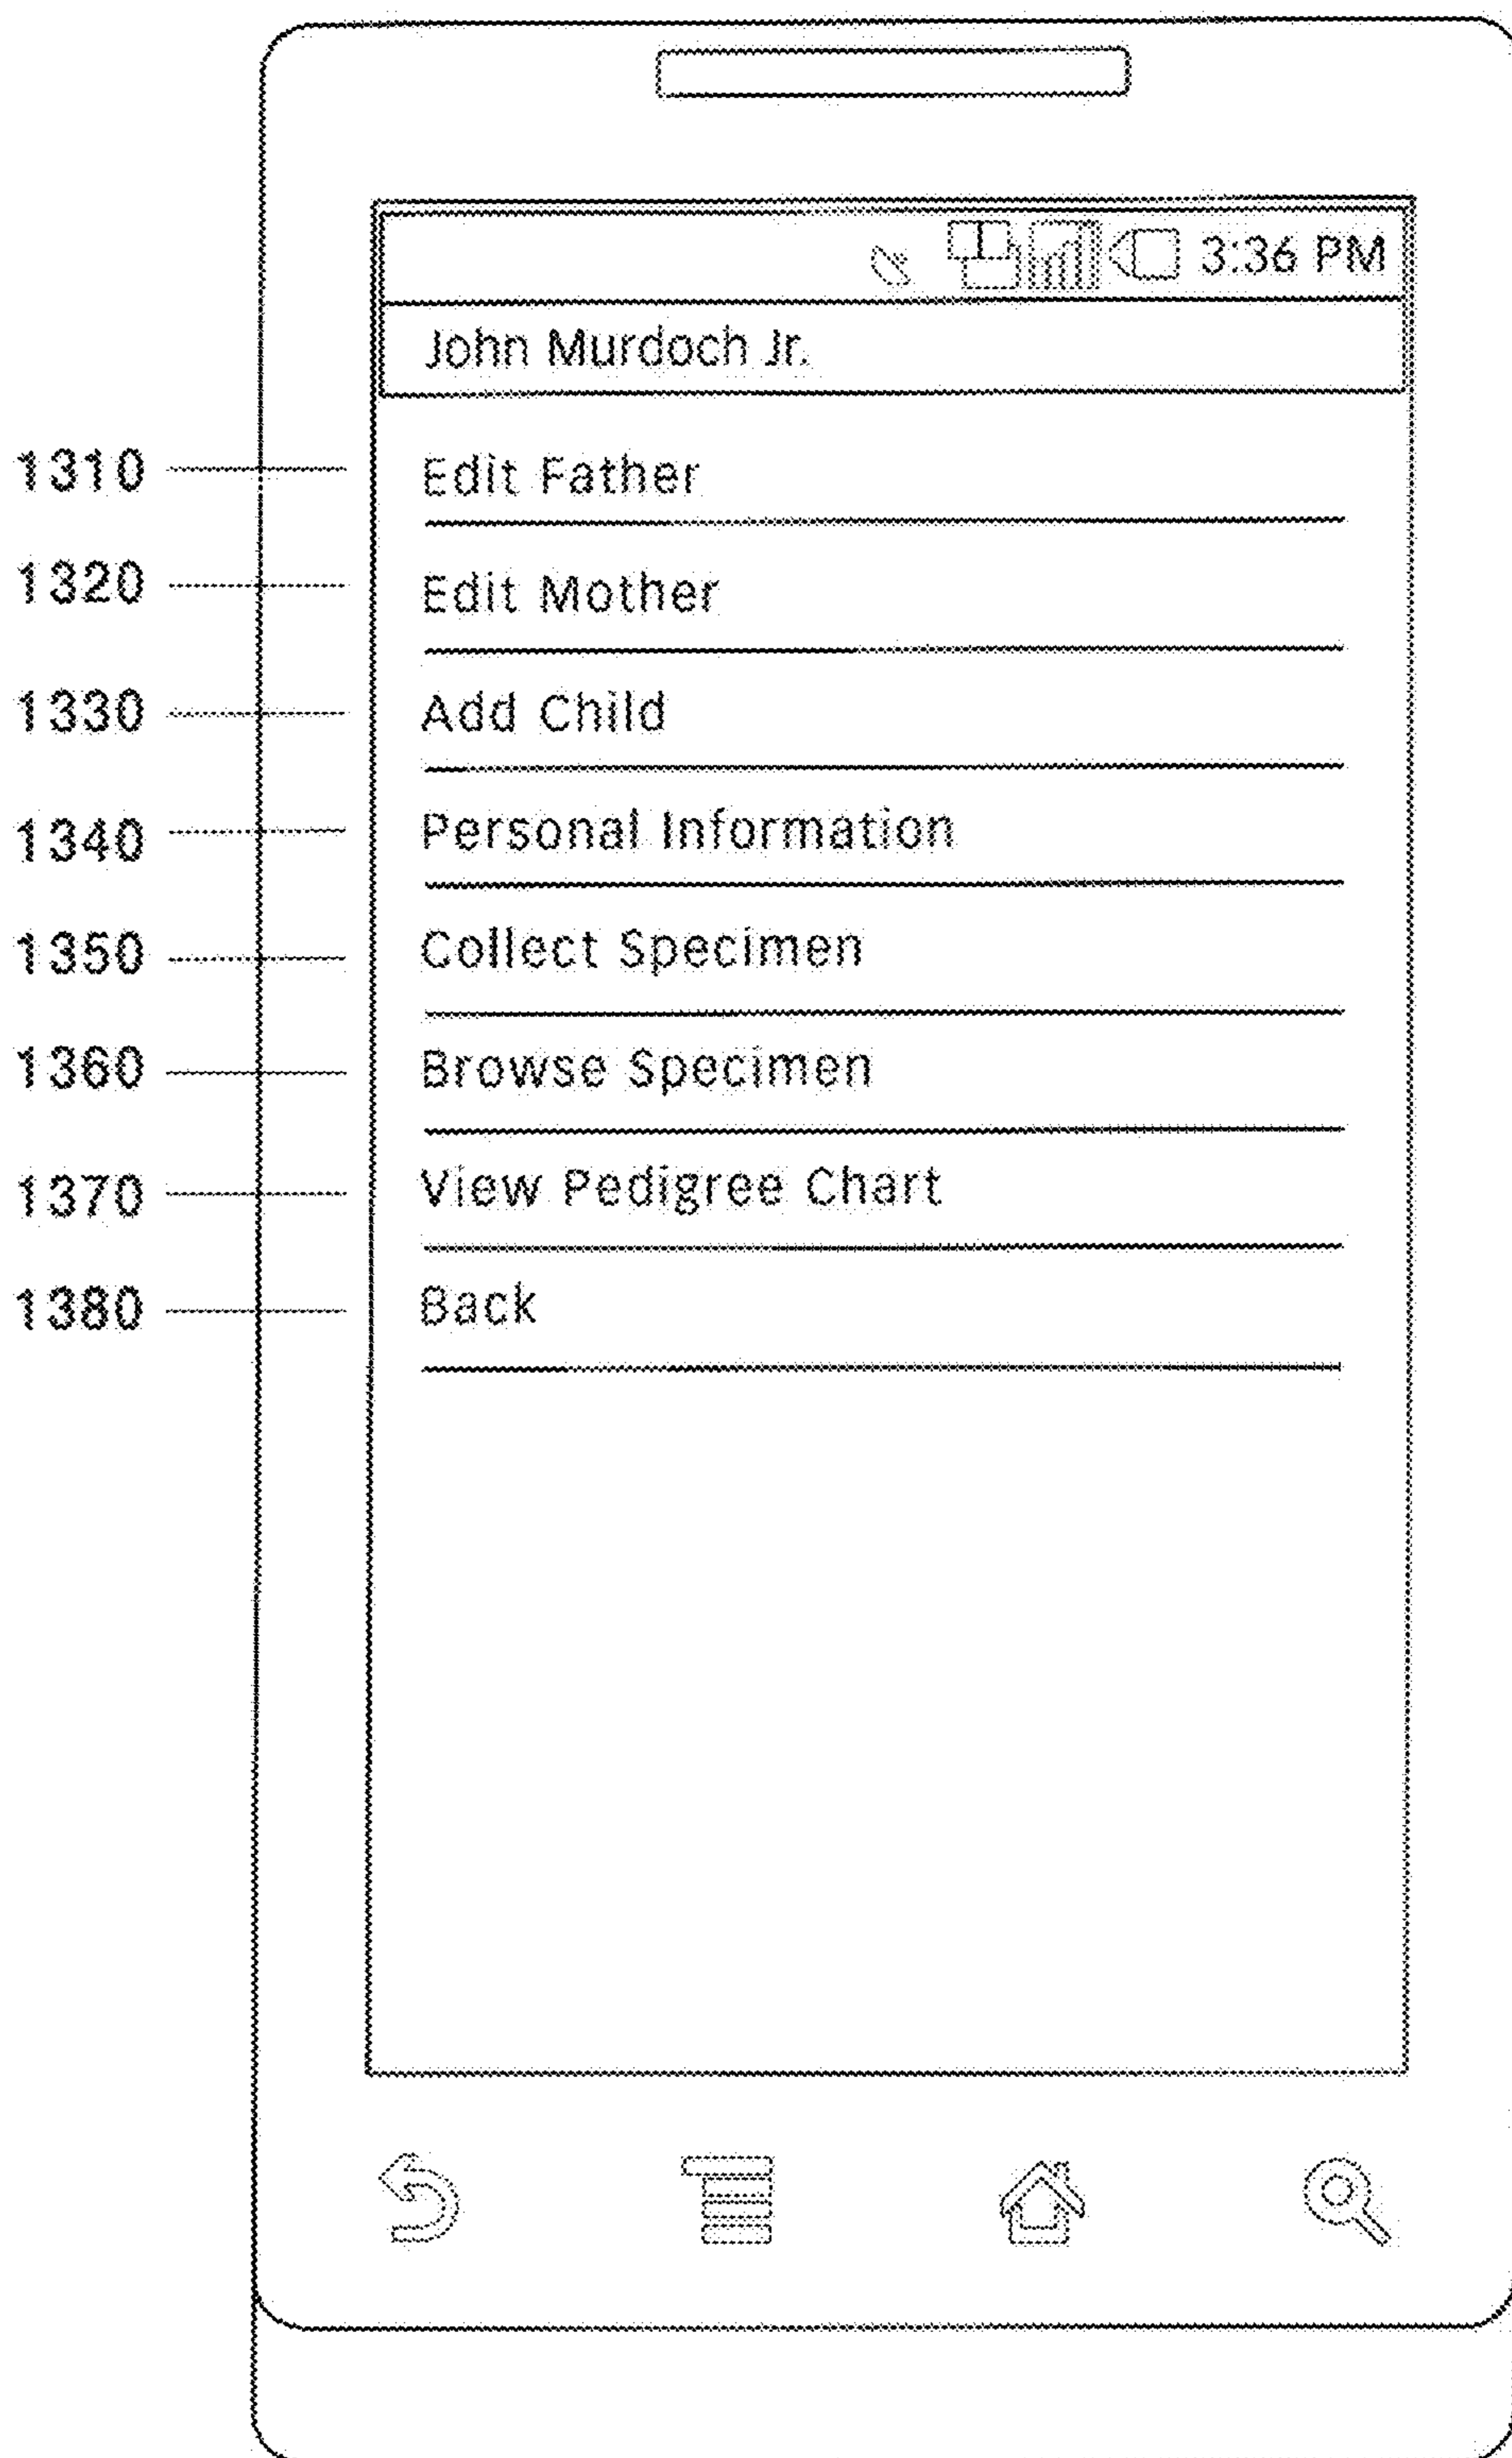 3:36 PM
John Murdoch Jr.
1310 Edit Father
1320 Edit Mother
1330 Add Child
1340 Personal Information
1350 Collect Specimen
1360 Browse Specimen
1370 View Pedigree Chart
1380 Back